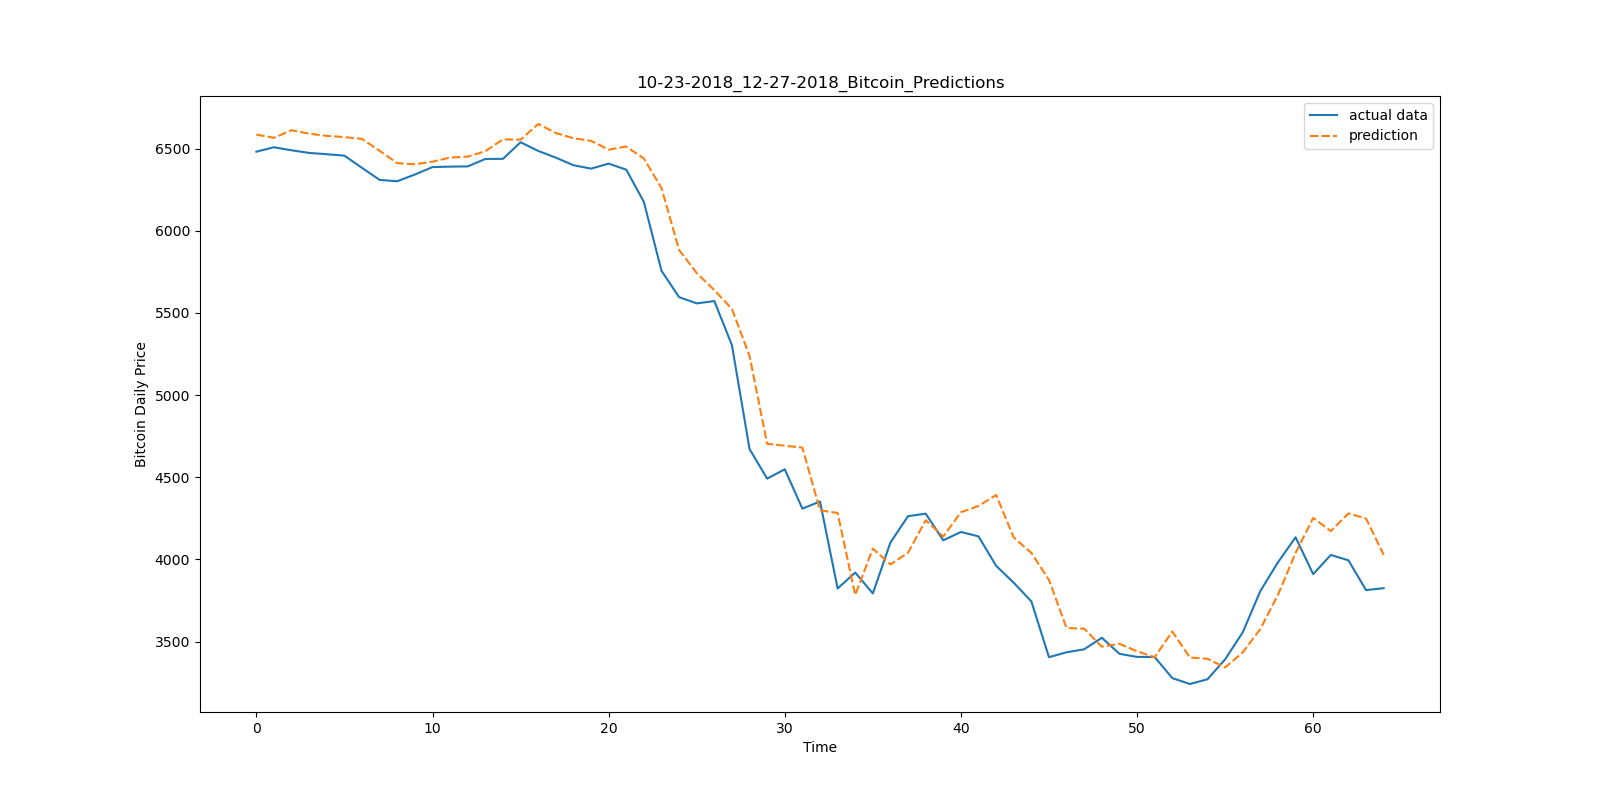 10-23-2018_12-27-2018_Bitcoin_Predictions
actual data
prediction
6500
6000
5500
5000
4500
4000
3500
Bitcoin Daily Price
0 10 20 30 40 50 60
Time